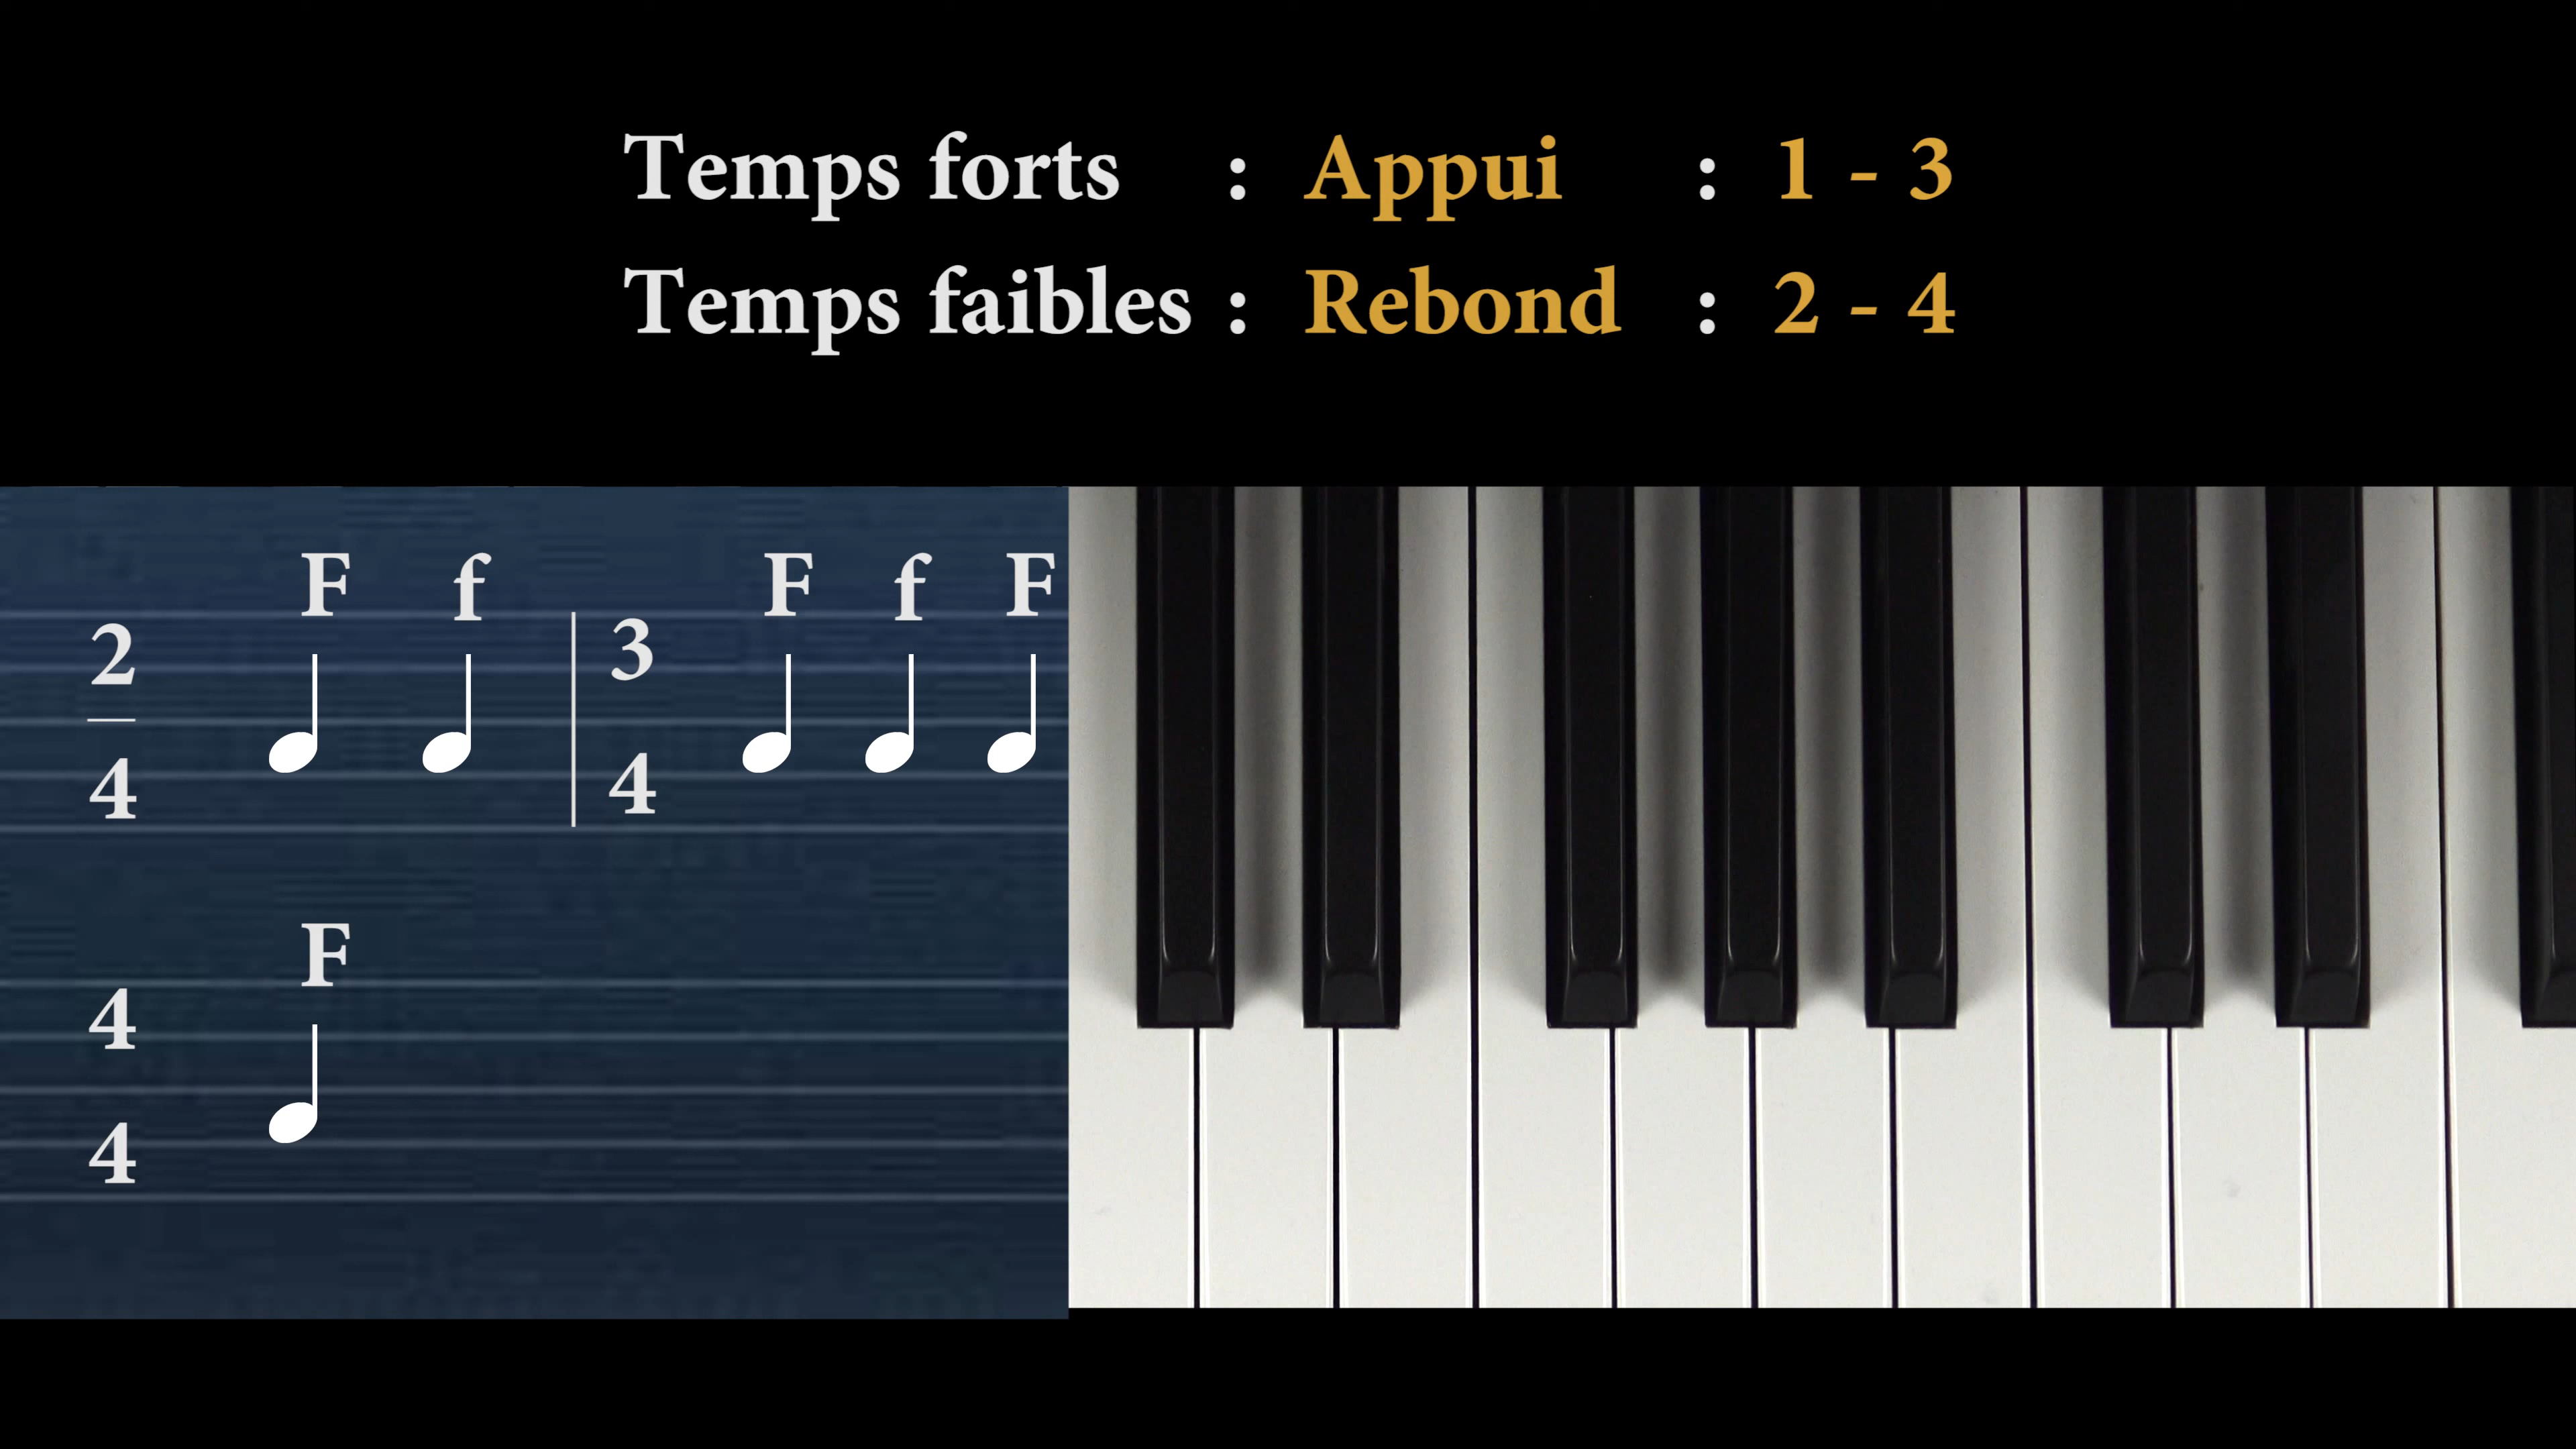 Temps forts : Appui : 1 - 3
Temps faibles : Rebond : 2 - 4
F f F f F
2 3
4 4
F
4
4